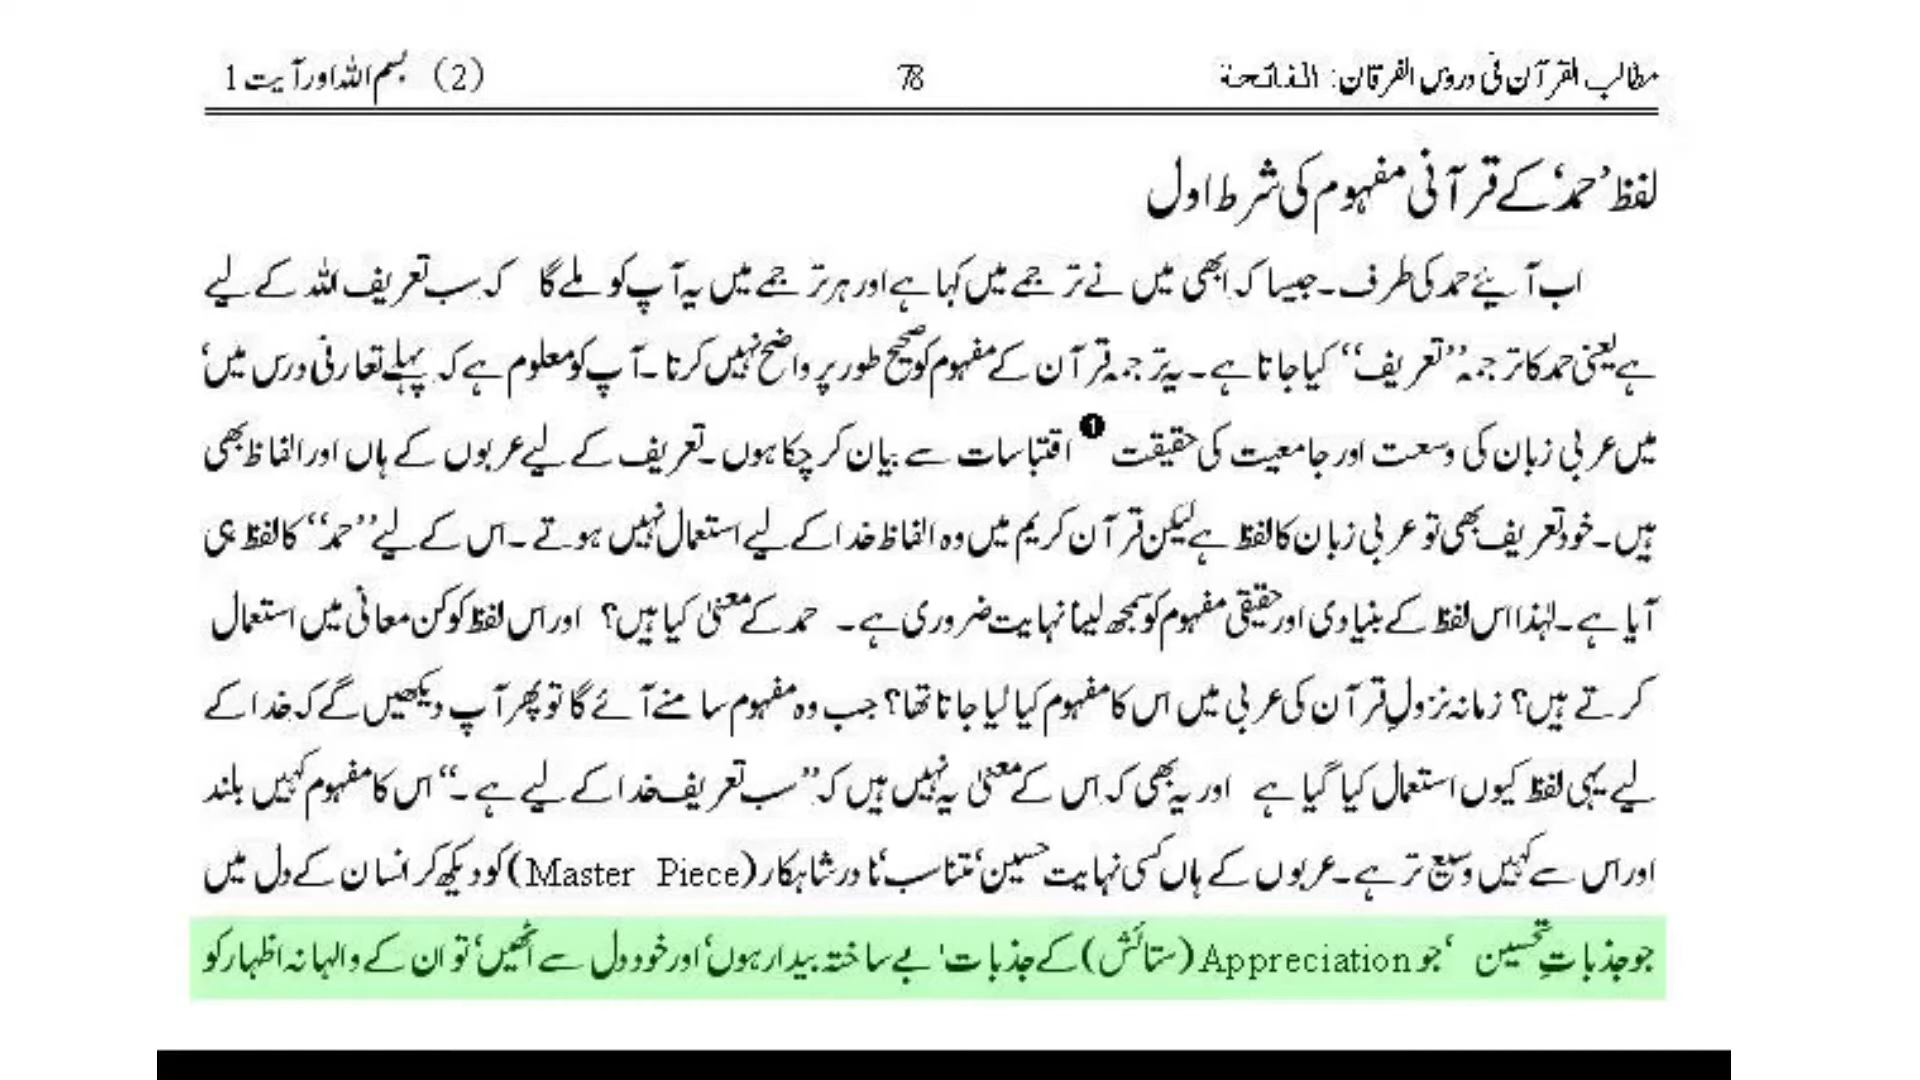 مطالب القرآن فی دروس الفرقان: الفاتحة 78 (2) بسم اللہ اور آیت 1
لفظ ’حمد‘ کے قرآنی مفہوم کی شرط اول
اب آیئے حمد کی طرف۔ جیسا کہ ابھی میں نے ترجمے میں کہا ہے اور ہر ترجمے میں یہ آپ کو ملے گا کہ سب تعریف اللہ کے لیے
ہے یعنی حمد کا ترجمہ ’’تعریف‘‘ کیا جاتا ہے۔ یہ ترجمہ قرآن کے مفہوم کو صحیح طور پر واضح نہیں کرتا۔ آپ کو معلوم ہے کہ پہلے تعارفی درس میں‘
میں عربی زبان کی وسعت اور جامعیت کی حقیقت ❶ اقتباسات سے بیان کر چکا ہوں۔ تعریف کے لیے عربوں کے ہاں اور الفاظ بھی
ہیں۔ خود تعریف بھی تو عربی زبان کا لفظ ہے لیکن قرآن کریم میں وہ الفاظ خدا کے لیے استعمال نہیں ہوتے۔ اس کے لیے ’’حمد‘‘ کا لفظ ہی
آیا ہے۔ لہٰذا اس لفظ کے بنیادی اور حقیقی مفہوم کو سمجھ لینا نہایت ضروری ہے۔ حمد کے معنیٰ کیا ہیں؟ اور اس لفظ کو کن معانی میں استعمال
کرتے ہیں؟ زمانہ نزولِ قرآن کی عربی میں اس کا مفہوم کیا لیا جاتا تھا؟ جب وہ مفہوم سامنے آئے گا تو پھر آپ دیکھیں گے کہ خدا کے
لیے یہی لفظ کیوں استعمال کیا گیا ہے اور یہ بھی کہ اس کے معنیٰ یہ نہیں ہیں کہ ’’سب تعریف خدا کے لیے ہے۔‘‘ اس کا مفہوم کہیں بلند
اور اس سے کہیں وسیع تر ہے۔ عربوں کے ہاں کسی نہایت حسین‘ متناسب‘ نادر شاہکار (Master Piece) کو دیکھ کر انسان کے دل میں
جو جذباتِ تحسین ‘ جو Appreciation (ستائش) کے جذبات' بے ساختہ بیدار ہوں‘ اور خود دل سے اٹھیں‘ تو ان کے والہانہ اظہار کو